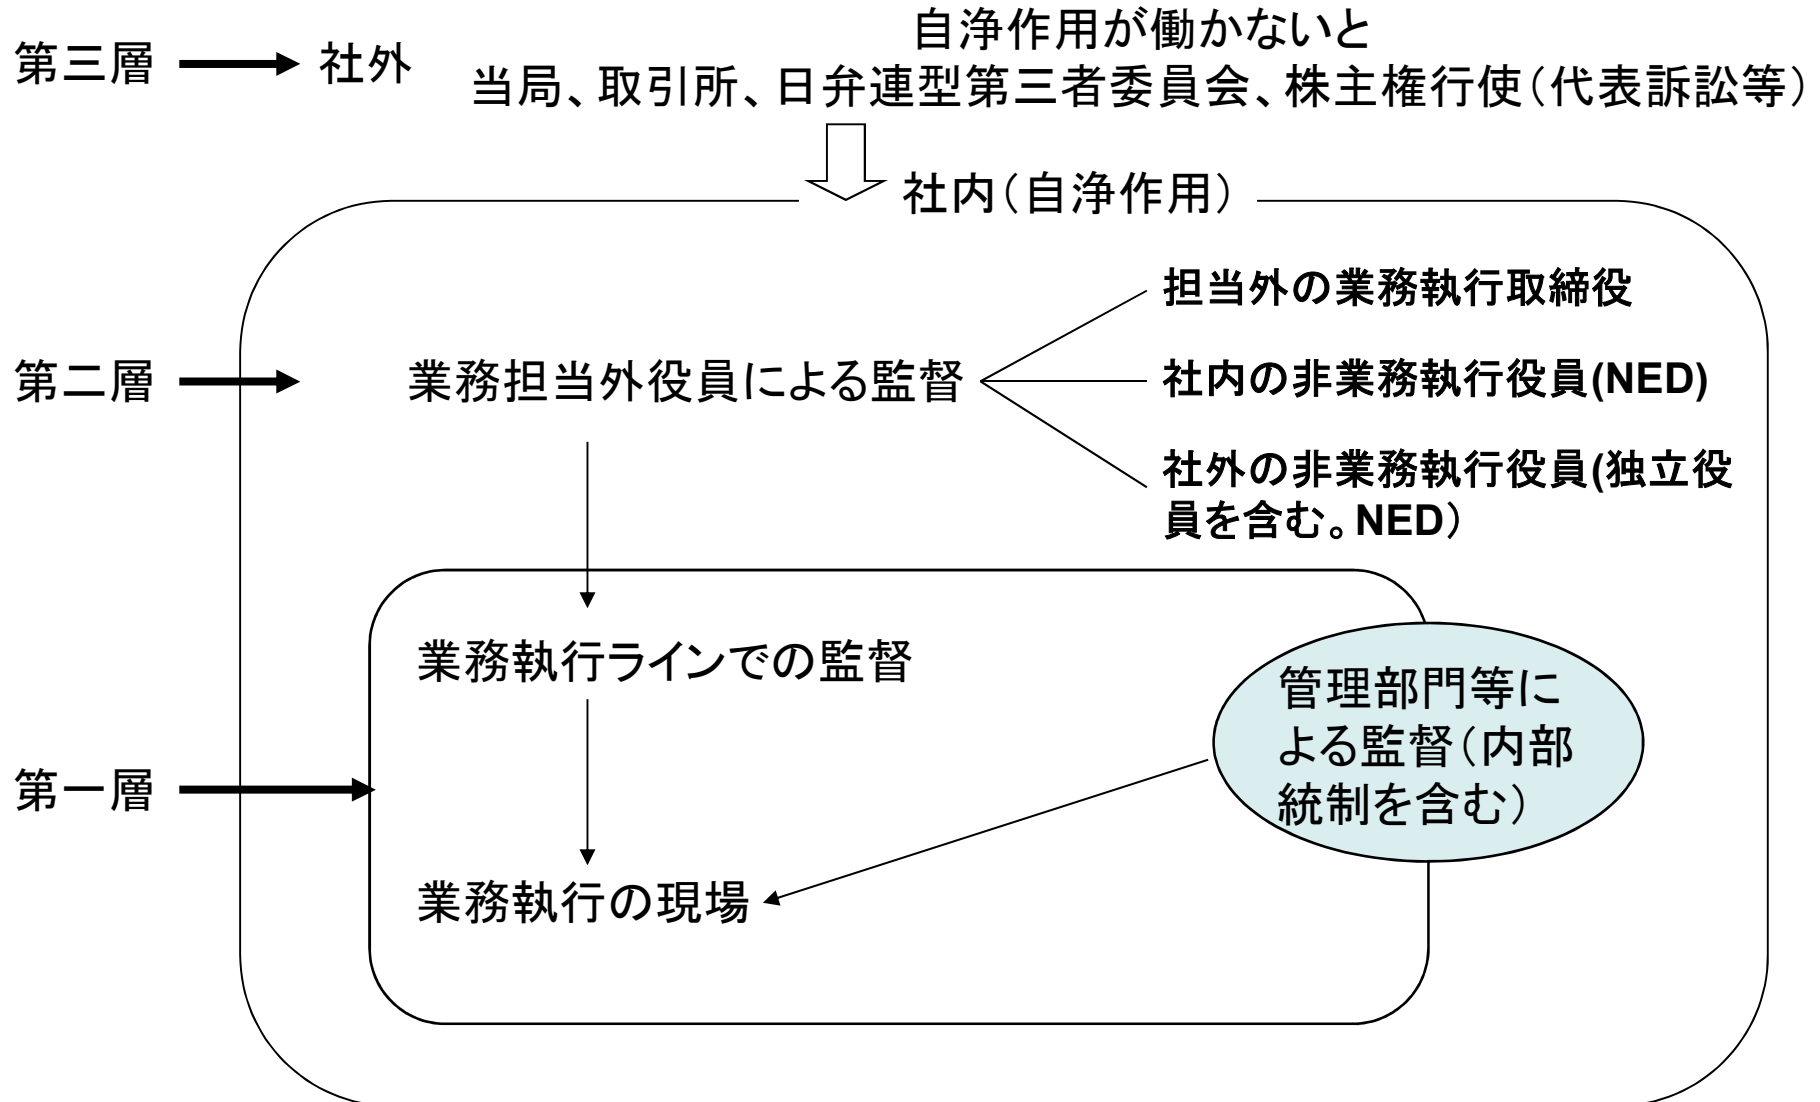 自浄作用が働かないと
第三層
社外
当局、取引所、日弁連型第三者委員会、株主権行使(代表訴訟等)
社内(自浄作用)
担当外の業務執行取締役
第二層
業務担当外役員による監督
社内の非業務執行役員(NED)
社外の非業務執行役員(独立役
員を含む。NED)
業務執行ラインでの監督
管理部門等に
よる監督(内部
統制を含む)
第一層
業務執行の現場